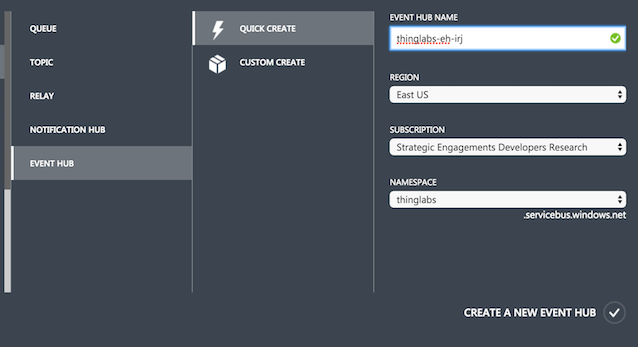 QUEUE
TOPIC
RELAY
NOTIFICATION HUB
EVENT HUB
QUICK CREATE
CUSTOM CREATE
EVENT HUB NAME
thinglabs-eh-irj
REGION
East US
SUBSCRIPTION
Strategic Engagements Developers Research
NAMESPACE
thinglabs
.servicebus.windows.net
CREATE A NEW EVENT HUB